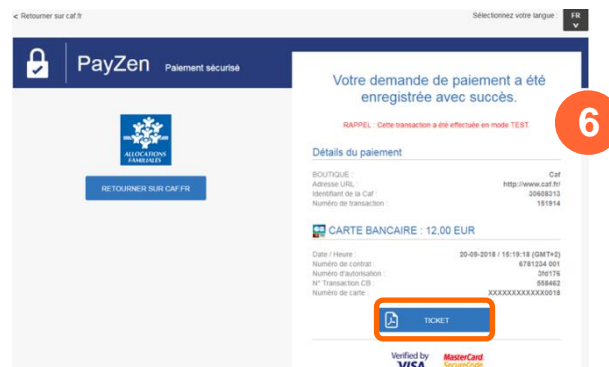 < Retourner sur caf.fr
Sélectionnez votre langue :
FR
PayZen Paiement sécurisé
ALLOCATIONS
FAMILIALES
RETOURNER SUR CAF.FR
Votre demande de paiement a été
enregistrée avec succès.
RAPPEL : Cette transaction a été effectuée en mode TEST.
6
Détails du paiement
BOUTIQUE : Caf
Adresse URL : http://www.caf.fr/
Identifiant de la Caf : 30608313
Numéro de transaction : 151914
CARTE BANCAIRE : 12,00 EUR
Date / Heure : 20-09-2018 / 15:19:18 (GMT+2)
Numéro de contrat : 6781234 001
Numéro d'autorisation : 3fd176
N° Transaction CB : 558462
Numéro de carte : XXXXXXXXXXXX0018
TICKET
Verified by
VISA
MasterCard.
SecureCode.